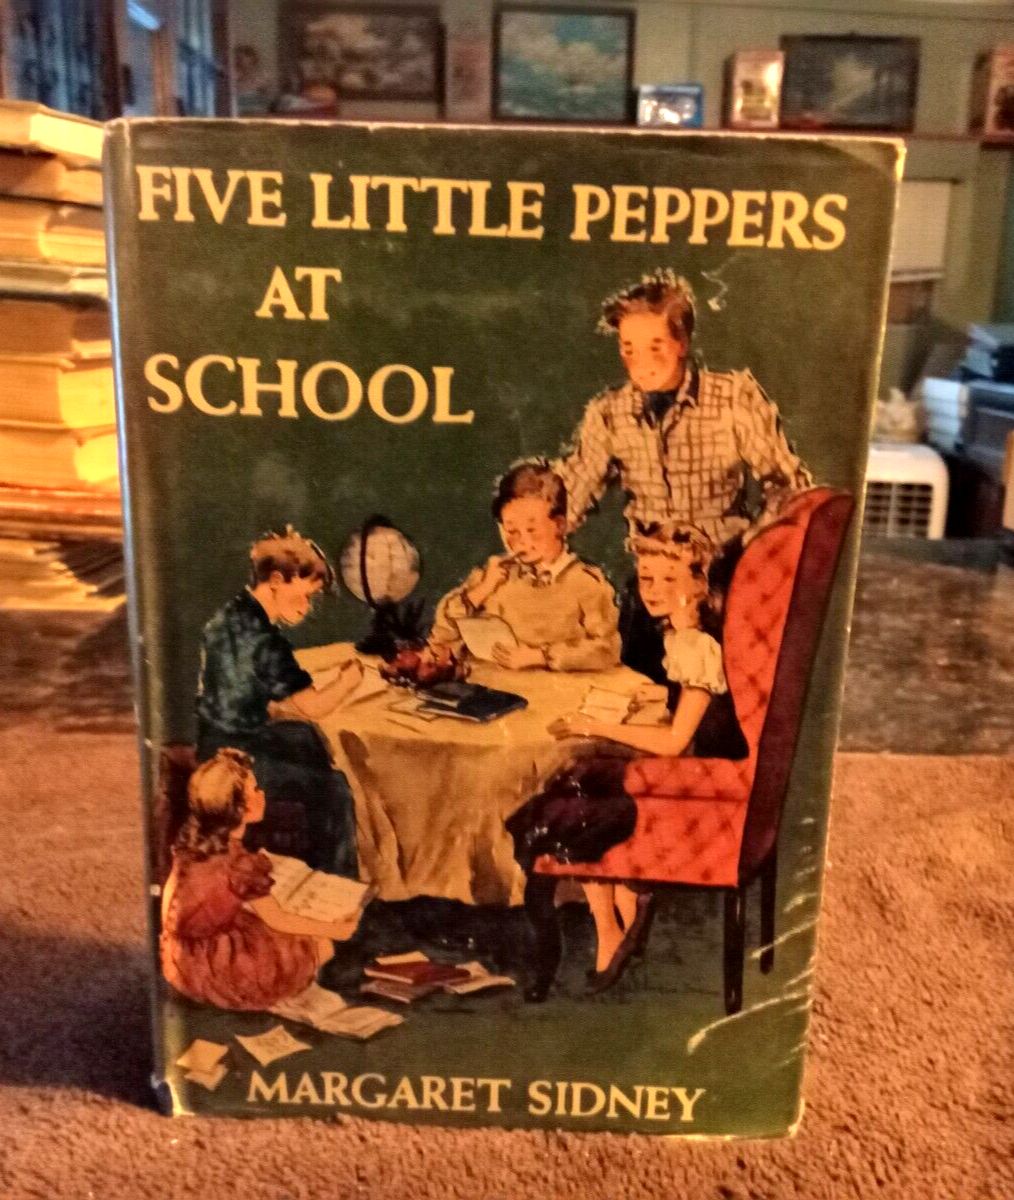 FIVE LITTLE PEPPERS
AT
SCHOOL
MARGARET SIDNEY